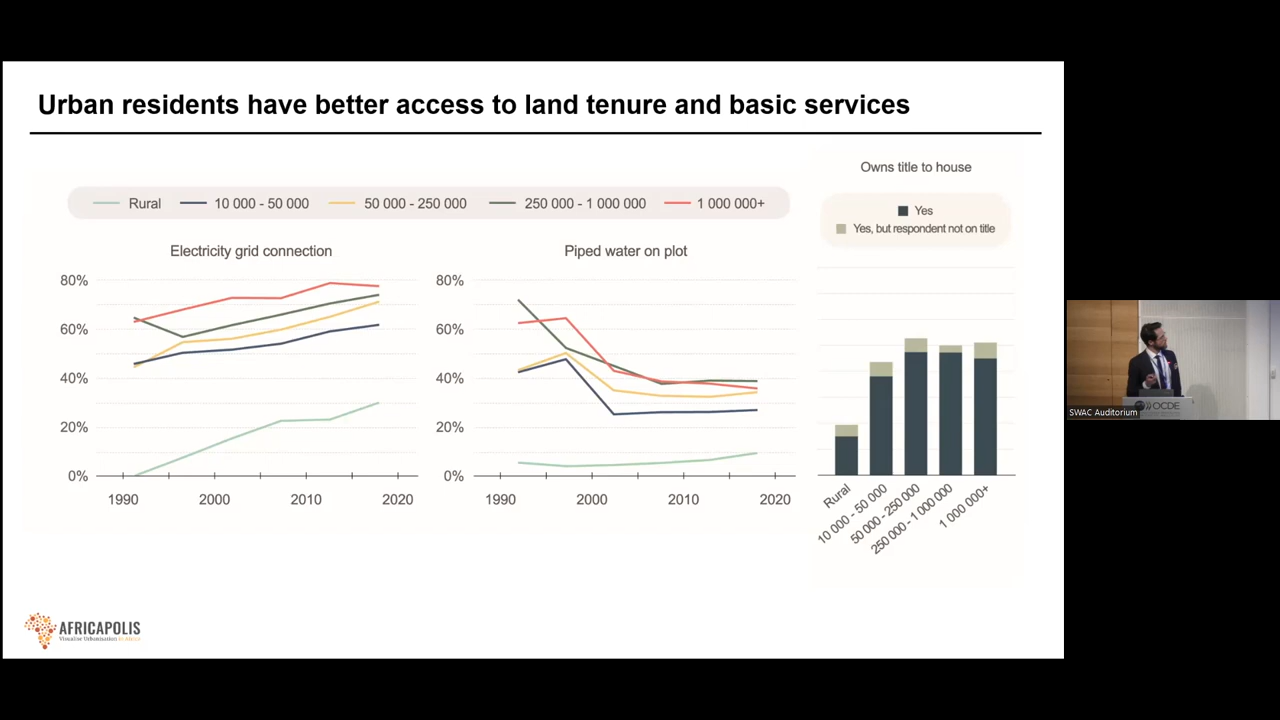 Urban residents have better access to land tenure and basic services
Rural 10 000 - 50 000 50 000 - 250 000 250 000 - 1 000 000 1 000 000+
Electricity grid connection
80%
60%
40%
20%
0%
1990 2000 2010 2020
Piped water on plot
80%
60%
40%
20%
0%
1990 2000 2010 2020
Owns title to house
Yes
Yes, but respondent not on title
Rural
10 000 - 50 000
50 000 - 250 000
250 000 - 1 000 000
1 000 000+
AFRICAPOLIS
Visualise Urbanisation in Africa
OCDE
SWAC Auditorium